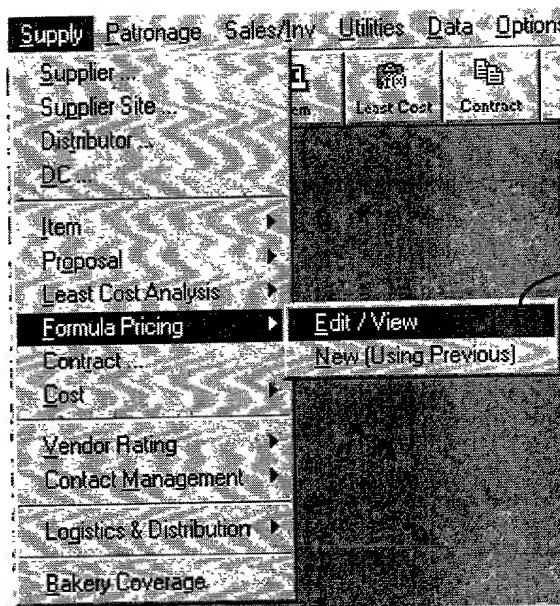 Supply Patronage Sales/Inv Utilities Data Options
Supplier ...
Supplier Site ...
Distributor ...
DC ...
Least Cost
Contract
Item
Proposal
Least Cost Analysis
Formula Pricing
Edit / View
New (Using Previous)
Contract ...
Cost
Vendor Rating
Contact Management
Logistics & Distribution
Bakery Coverage